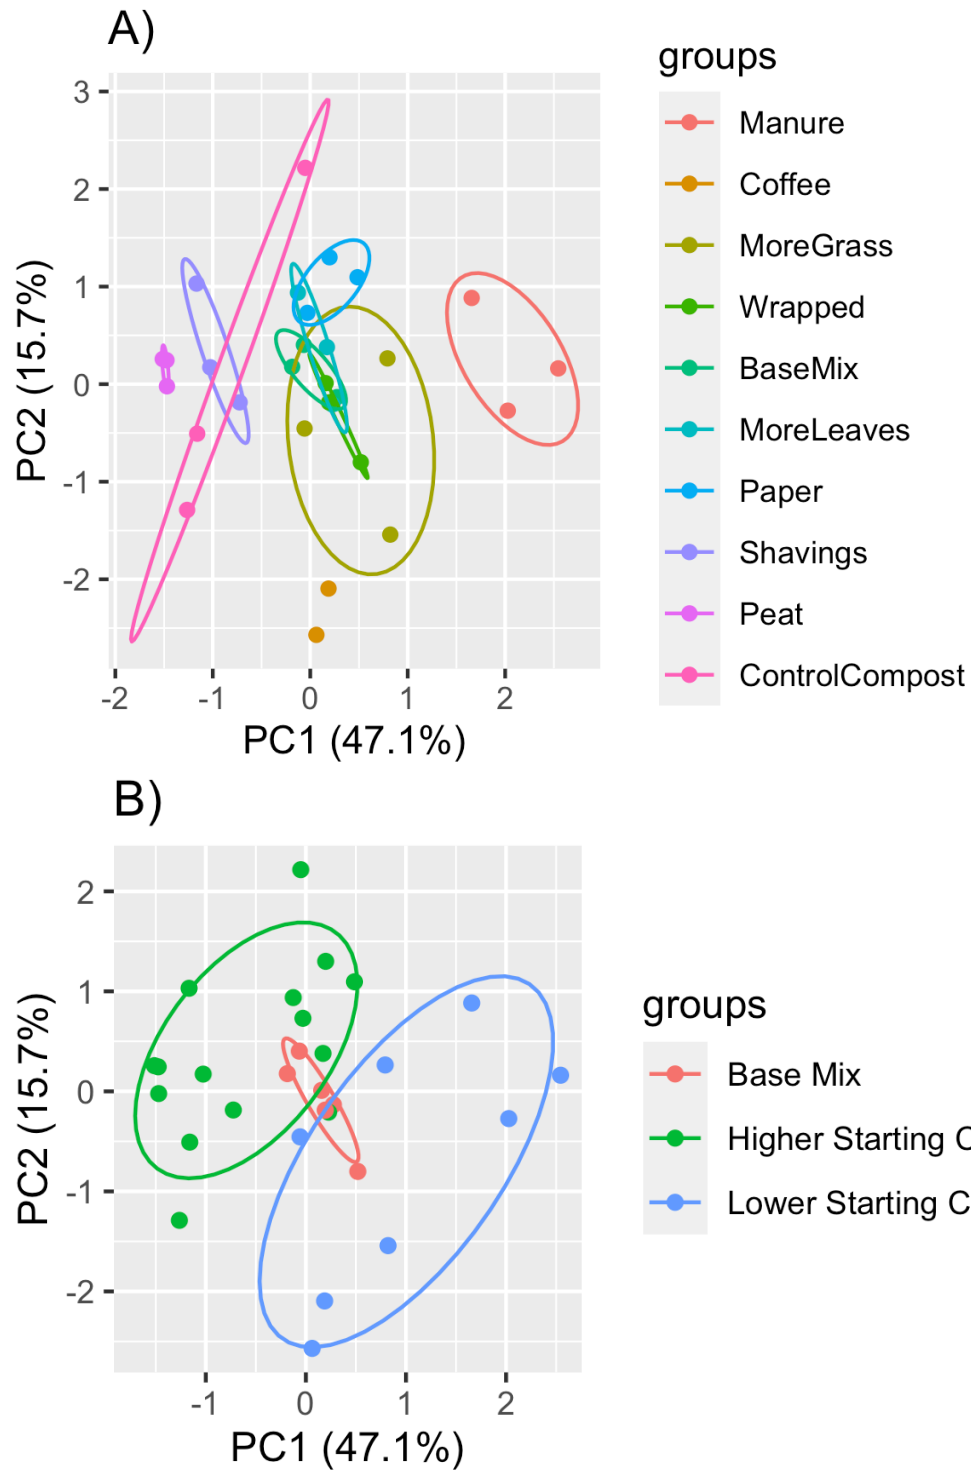 A)
groups
3
2
1
0
-1
-2
PC2 (15.7%)
-2
-1
0
1
2
PC1 (47.1%)
Manure
Coffee
MoreGrass
Wrapped
BaseMix
MoreLeaves
Paper
Shavings
Peat
ControlCompost
B)
2
1
0
-1
-2
PC2 (15.7%)
-1
0
1
2
PC1 (47.1%)
groups
Base Mix
Higher Starting C
Lower Starting C